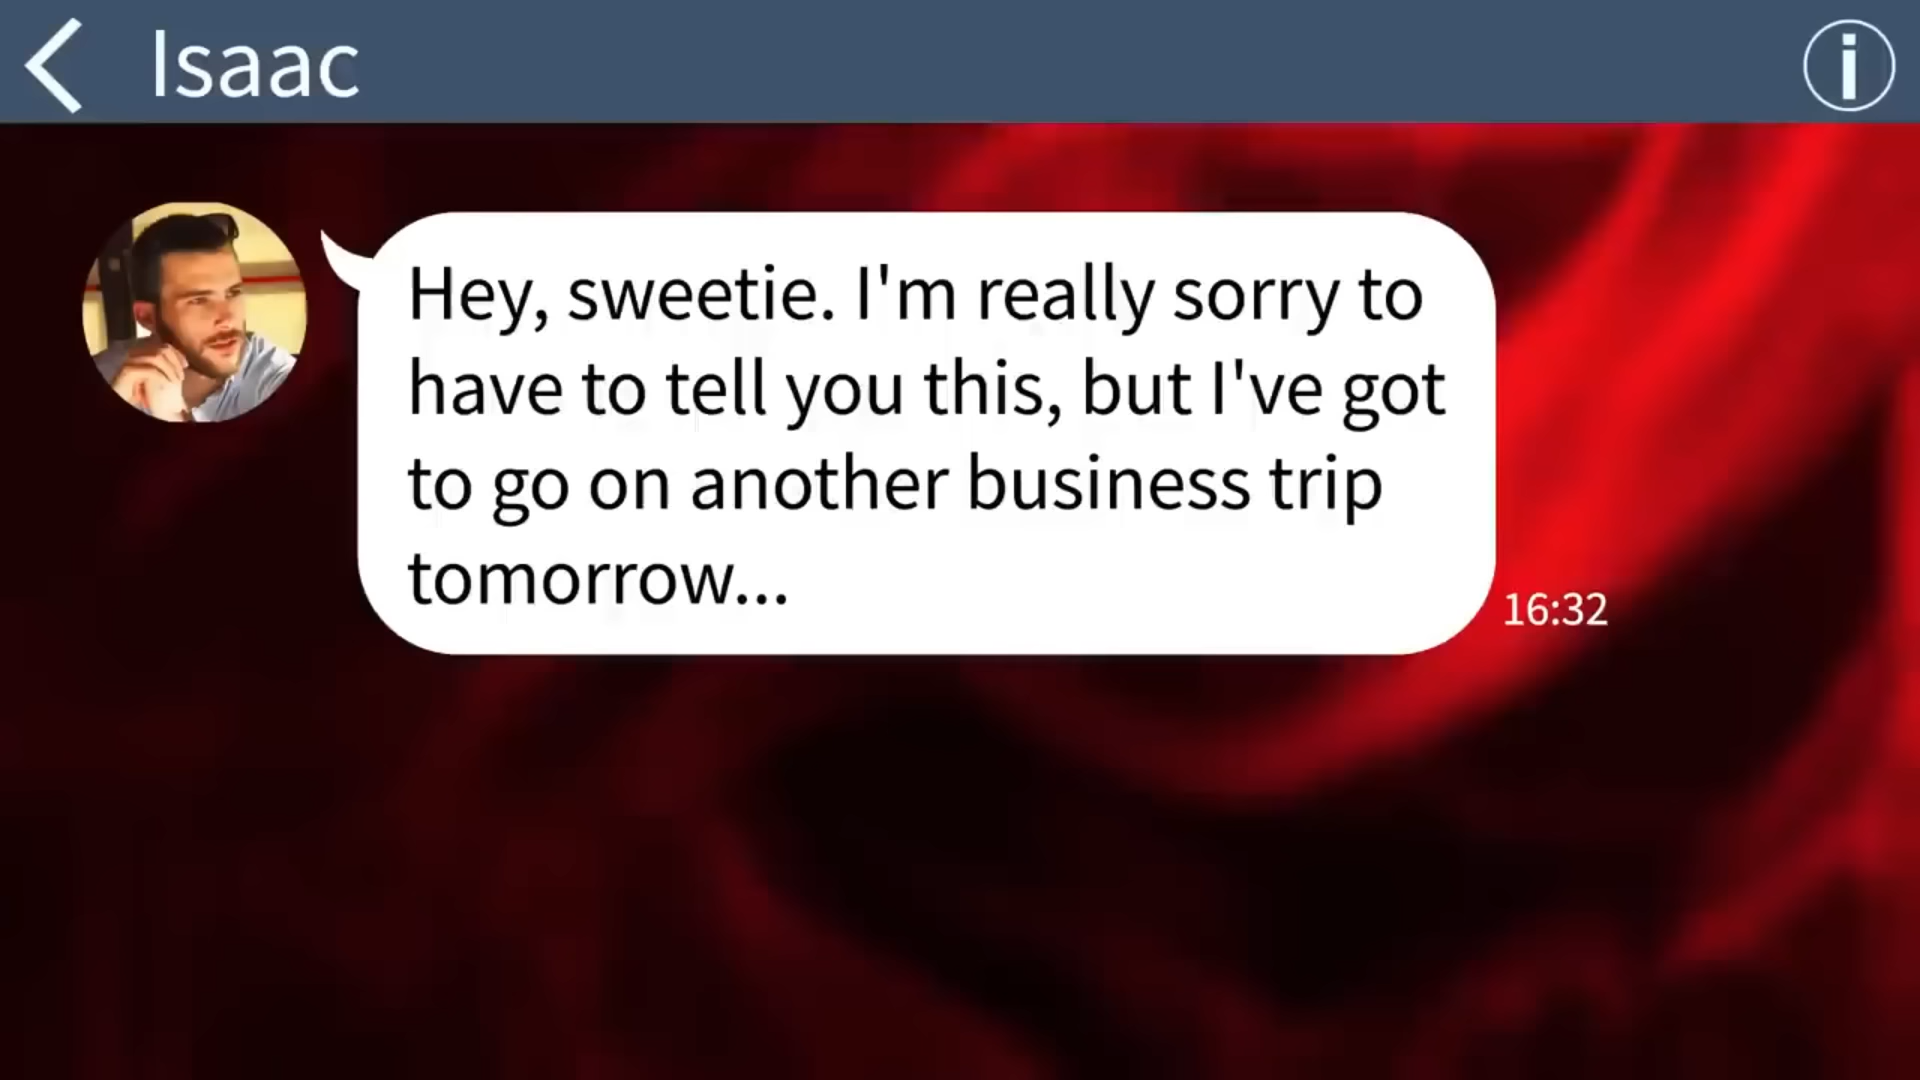 Isaac
Hey, sweetie. I'm really sorry to
have to tell you this, but I've got
to go on another business trip
tomorrow...
16:32